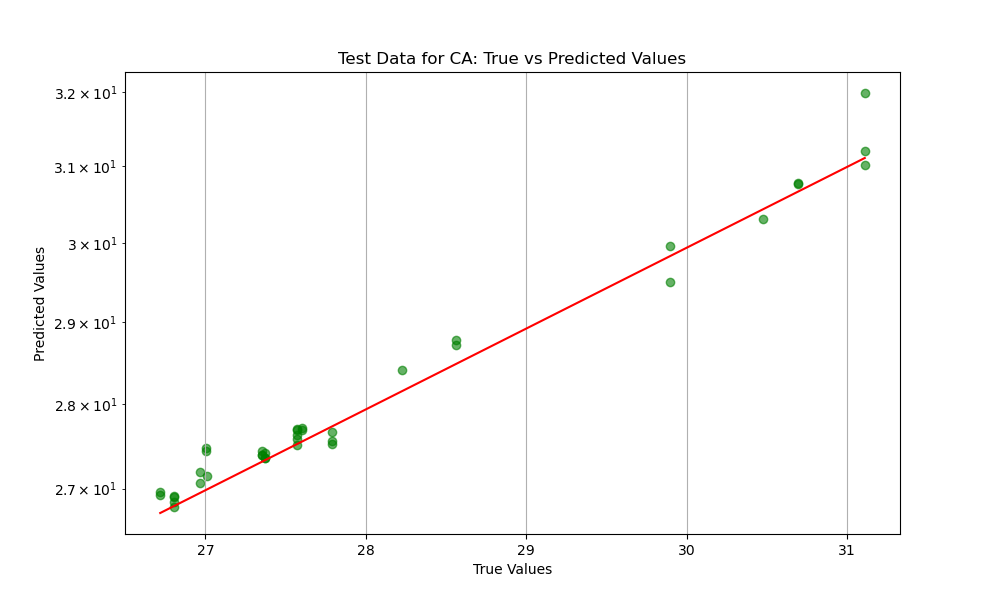 Test Data for CA: True vs Predicted Values
3.2 × 10¹
3.1 × 10¹
3 × 10¹
2.9 × 10¹
2.8 × 10¹
2.7 × 10¹
Predicted Values
27 28 29 30 31
True Values